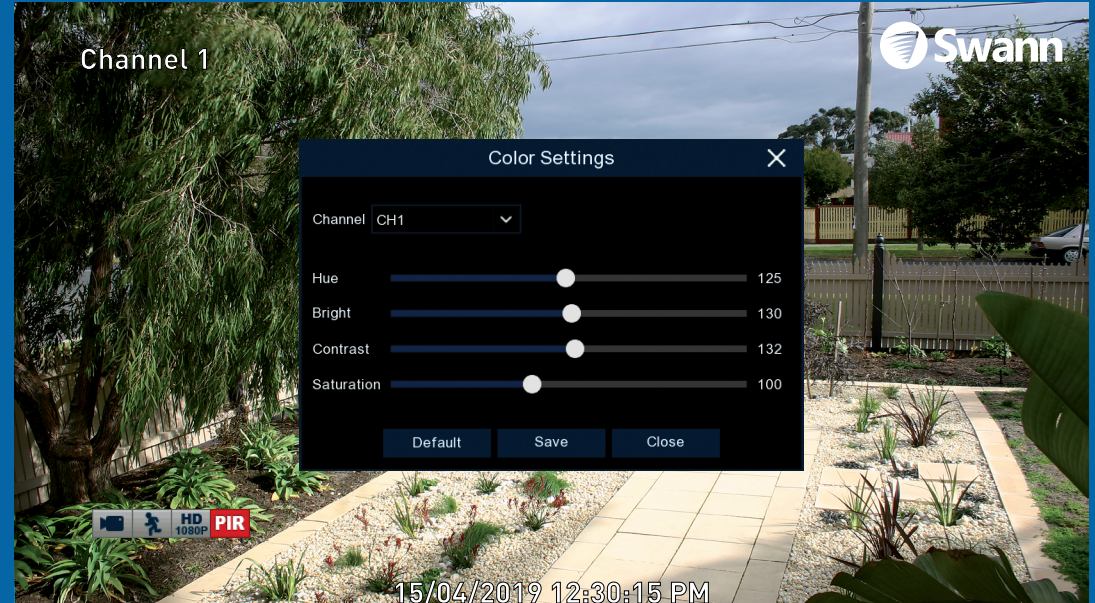 Channel 1
Swann
Color Settings
Channel CH1
Hue 125
Bright 130
Contrast 132
Saturation 100
Default Save Close
HD
1080P
PIR
15/04/2019 12:30:15 PM